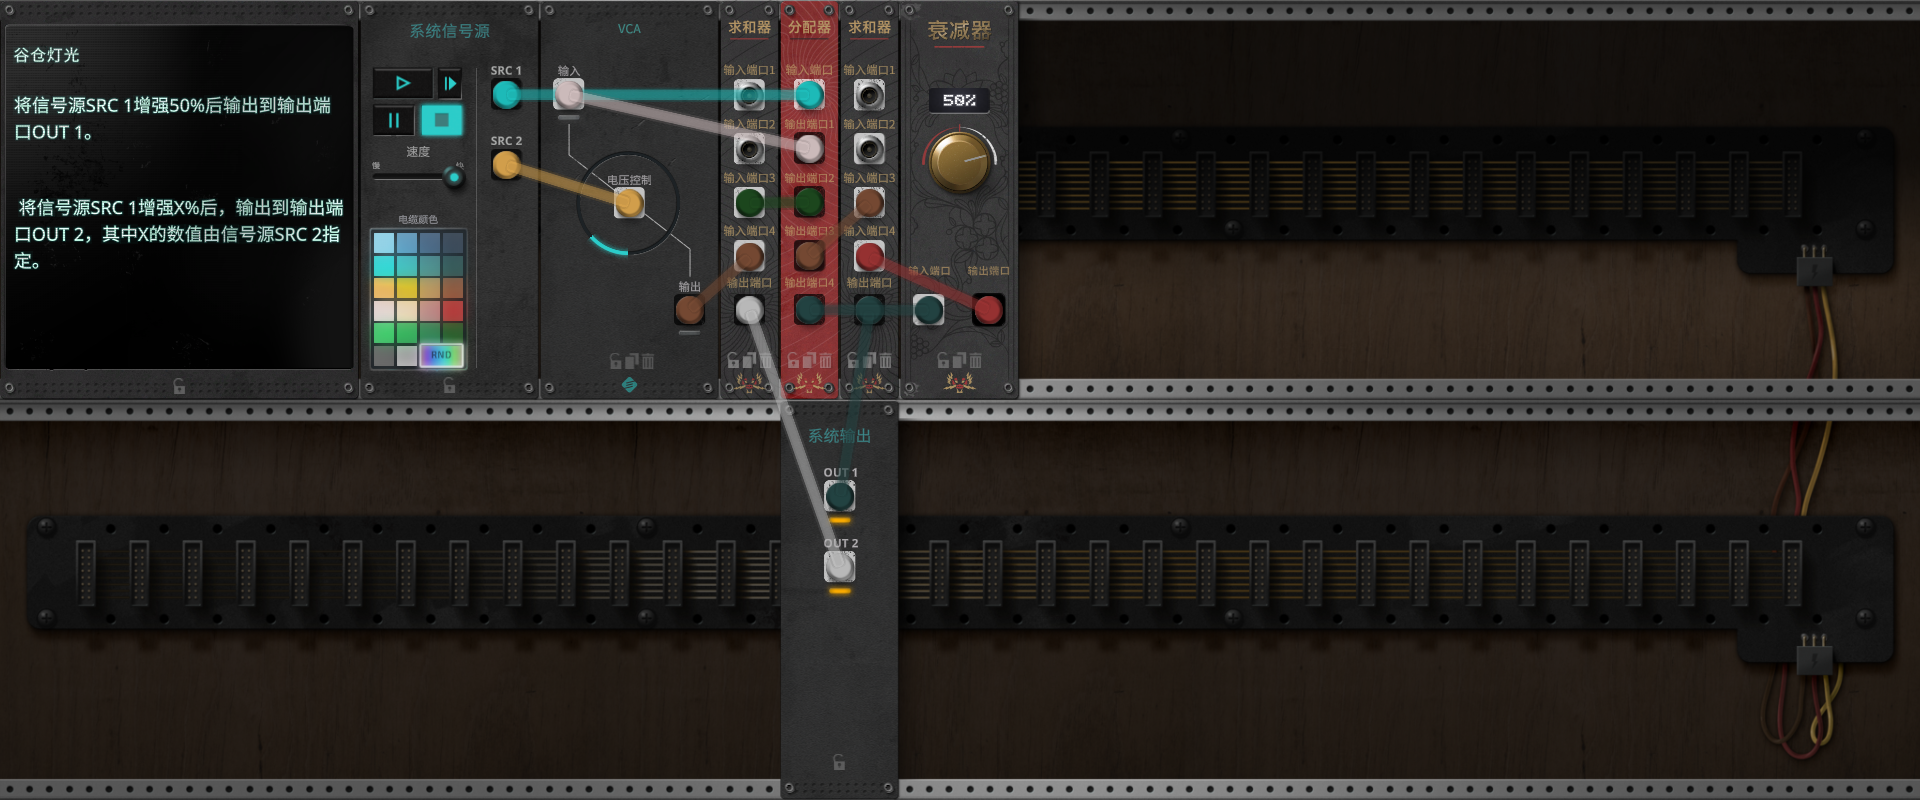 谷仓灯光
将信号源SRC 1增强50%后输出到输出端
口OUT 1。
将信号源SRC 1增强X%后，输出到输出端
口OUT 2，其中X的数值由信号源SRC 2指
定。
系统信号源
SRC 1
SRC 2
速度
慢
电缆颜色
RND
VCA
输入
电压控制
输出
求和器
输入端口1
输入端口2
输入端口3
输入端口4
输出端口
分配器
输入端口
输出端口1
输出端口2
输出端口3
输出端口4
求和器
输入端口1
输入端口2
输入端口3
输入端口4
输出端口
衰减器
50%
输入端口
输出端口
系统输出
OUT 1
OUT 2